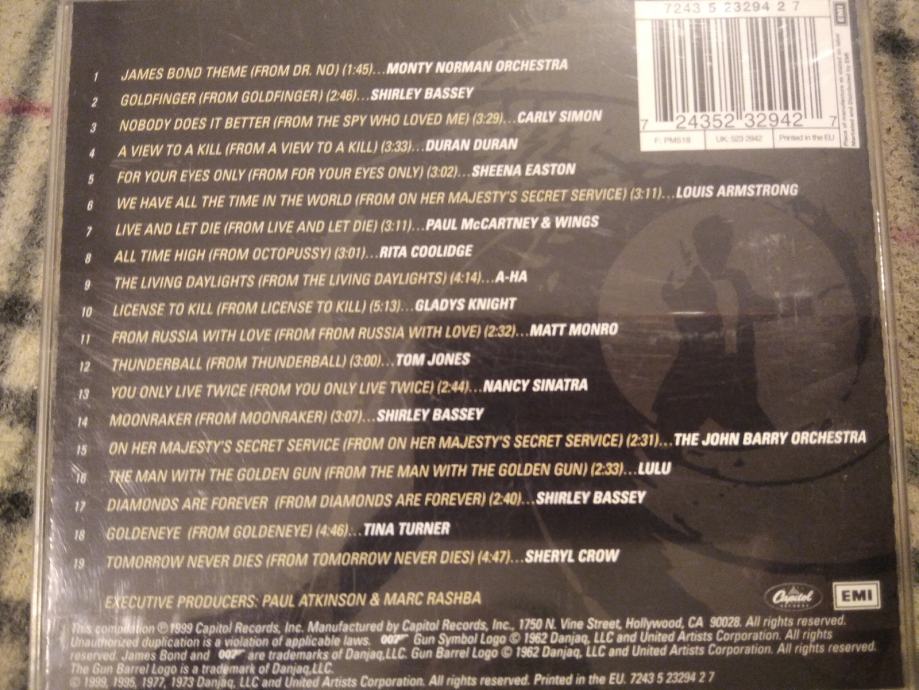 7243 5 23294 2 7
EMI
7 24352 32942 7
F: PM518 UK: 523 2942 Printed in the EU
1 JAMES BOND THEME (FROM DR. NO) (1:45)...MONTY NORMAN ORCHESTRA
2 GOLDFINGER (FROM GOLDFINGER) (2:46)...SHIRLEY BASSEY
3 NOBODY DOES IT BETTER (FROM THE SPY WHO LOVED ME) (3:29)...CARLY SIMON
4 A VIEW TO A KILL (FROM A VIEW TO A KILL) (3:33)...DURAN DURAN
5 FOR YOUR EYES ONLY (FROM FOR YOUR EYES ONLY) (3:02)...SHEENA EASTON
6 WE HAVE ALL THE TIME IN THE WORLD (FROM ON HER MAJESTY'S SECRET SERVICE) (3:11)...LOUIS ARMSTRONG
7 LIVE AND LET DIE (FROM LIVE AND LET DIE) (3:11)...PAUL McCARTNEY & WINGS
8 ALL TIME HIGH (FROM OCTOPUSSY) (3:01)...RITA COOLIDGE
9 THE LIVING DAYLIGHTS (FROM THE LIVING DAYLIGHTS) (4:14)...A-HA
10 LICENSE TO KILL (FROM LICENSE TO KILL) (5:13)...GLADYS KNIGHT
11 FROM RUSSIA WITH LOVE (FROM FROM RUSSIA WITH LOVE) (2:32)...MATT MONRO
12 THUNDERBALL (FROM THUNDERBALL) (3:00)...TOM JONES
13 YOU ONLY LIVE TWICE (FROM YOU ONLY LIVE TWICE) (2:44)...NANCY SINATRA
14 MOONRAKER (FROM MOONRAKER) (3:07)...SHIRLEY BASSEY
15 ON HER MAJESTY'S SECRET SERVICE (FROM ON HER MAJESTY'S SECRET SERVICE) (2:31)...THE JOHN BARRY ORCHESTRA
16 THE MAN WITH THE GOLDEN GUN (FROM THE MAN WITH THE GOLDEN GUN) (2:33)...LULU
17 DIAMONDS ARE FOREVER (FROM DIAMONDS ARE FOREVER) (2:40)...SHIRLEY BASSEY
18 GOLDENEYE (FROM GOLDENEYE) (4:46)...TINA TURNER
19 TOMORROW NEVER DIES (FROM TOMORROW NEVER DIES) (4:47)...SHERYL CROW
EXECUTIVE PRODUCERS: PAUL ATKINSON & MARC RASHBA
Capitol RECORDS EMI
This compilation ℗1999 Capitol Records, Inc. Manufactured by Capitol Records, Inc., 1750 N. Vine Street, Hollywood, CA 90028. All rights reserved.
Unauthorized duplication is a violation of applicable laws. 007 Gun Symbol Logo © 1962 Danjaq, LLC and United Artists Corporation. All rights
reserved. James Bond and 007 are trademarks of Danjaq,LLC. Gun Barrel Logo © 1962 Danjaq, LLC and United Artists Corporation. All rights reserved.
The Gun Barrel Logo is a trademark of Danjaq,LLC.
© 1999, 1995, 1977, 1973 Danjaq, LLC and United Artists Corporation. All rights reserved. Printed in the EU. 7243 5 23294 2 7